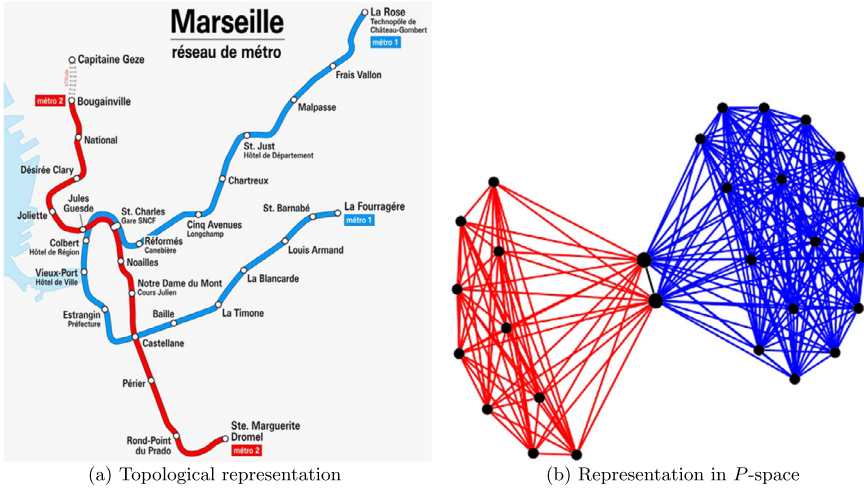 Marseille
réseau de métro
La Rose
Technopôle de
Château-Gombert
métro 1
Capitaine Geze
Frais Vallon
métro 2
Bougainville
Malpasse
National
St. Just
Hôtel de Département
Désirée Clary
Chartreux
Jules
Guesde
St. Charles
Gare SNCF
St. Barnabé
La Fourragére
métro 1
Joliette
Cinq Avenues
Longchamp
Colbert
Hôtel de Région
Réformés
Canebière
Louis Armand
Noailles
Vieux-Port
Hôtel de Ville
La Blancarde
Notre Dame du Mont
Cours Julien
Estrangin
Préfecture
Baille
La Timone
Castellane
Périer
Ste. Marguerite
Dromel
métro 2
Rond-Point
du Prado
(a) Topological representation
(b) Representation in P-space